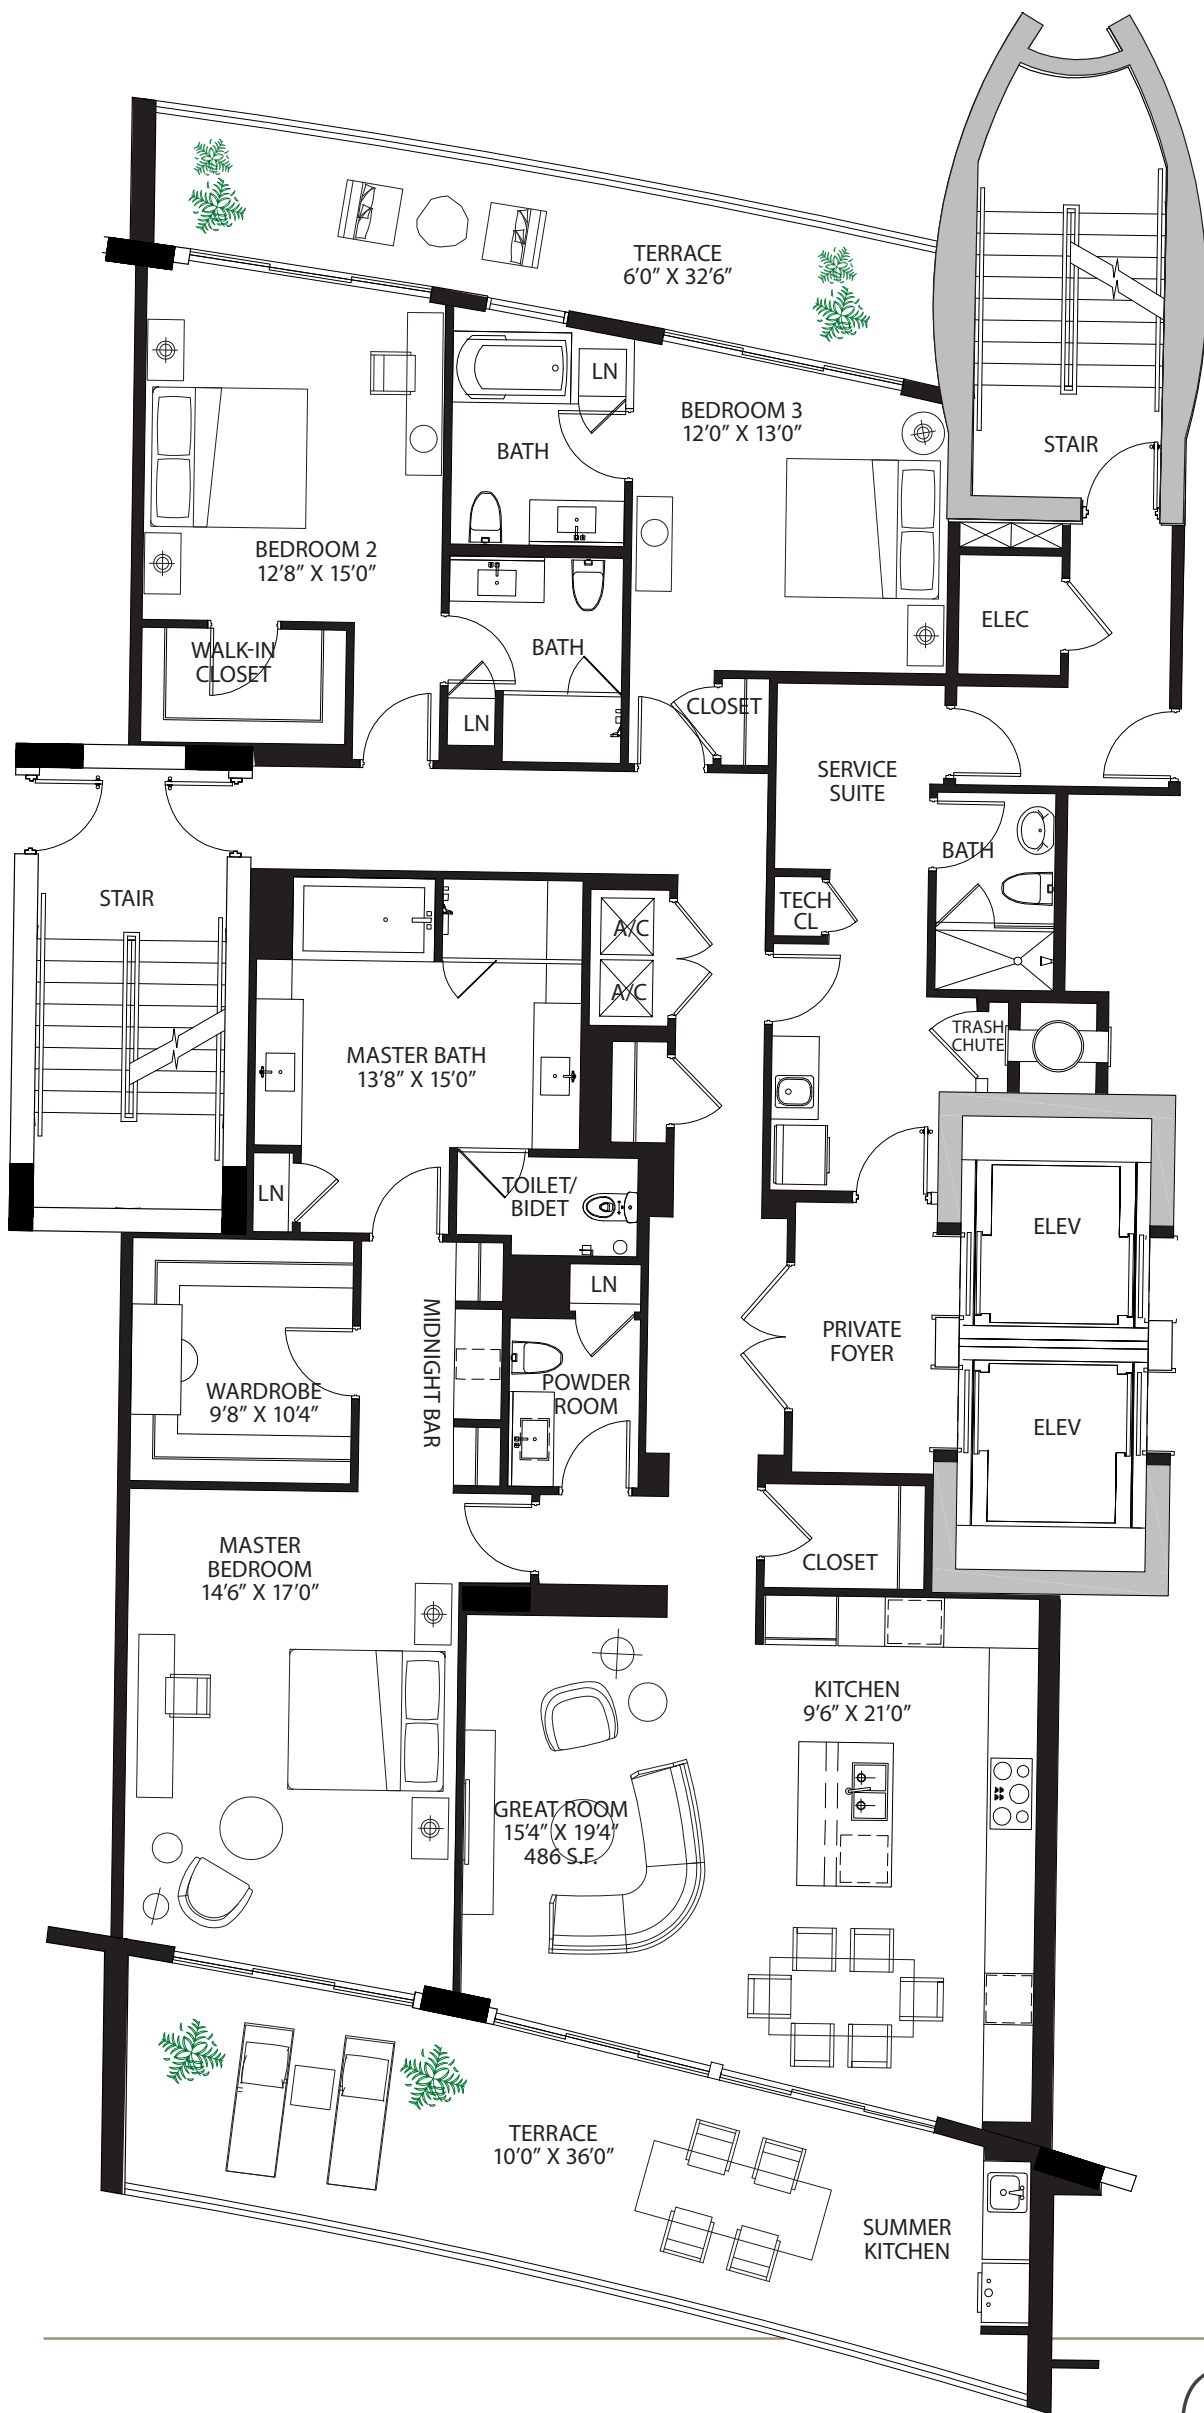 TERRACE
6’0” X 32’6”
LN
BEDROOM 3
12’0” X 13’0”
BATH
STAIR
BEDROOM 2
12’8” X 15’0”
ELEC
WALK-IN
CLOSET
BATH
LN
CLOSET
SERVICE
SUITE
BATH
STAIR
TECH
CL
A/C
A/C
TRASH
CHUTE
MASTER BATH
13’8” X 15’0”
LN
TOILET/
BIDET
ELEV
LN
MIDNIGHT BAR
PRIVATE
FOYER
WARDROBE
9’8” X 10’4”
POWDER
ROOM
ELEV
MASTER
BEDROOM
14’6” X 17’0”
CLOSET
KITCHEN
9’6” X 21’0”
GREAT ROOM
15’4” X 19’4”
486 S.F.
TERRACE
10’0” X 36’0”
SUMMER
KITCHEN